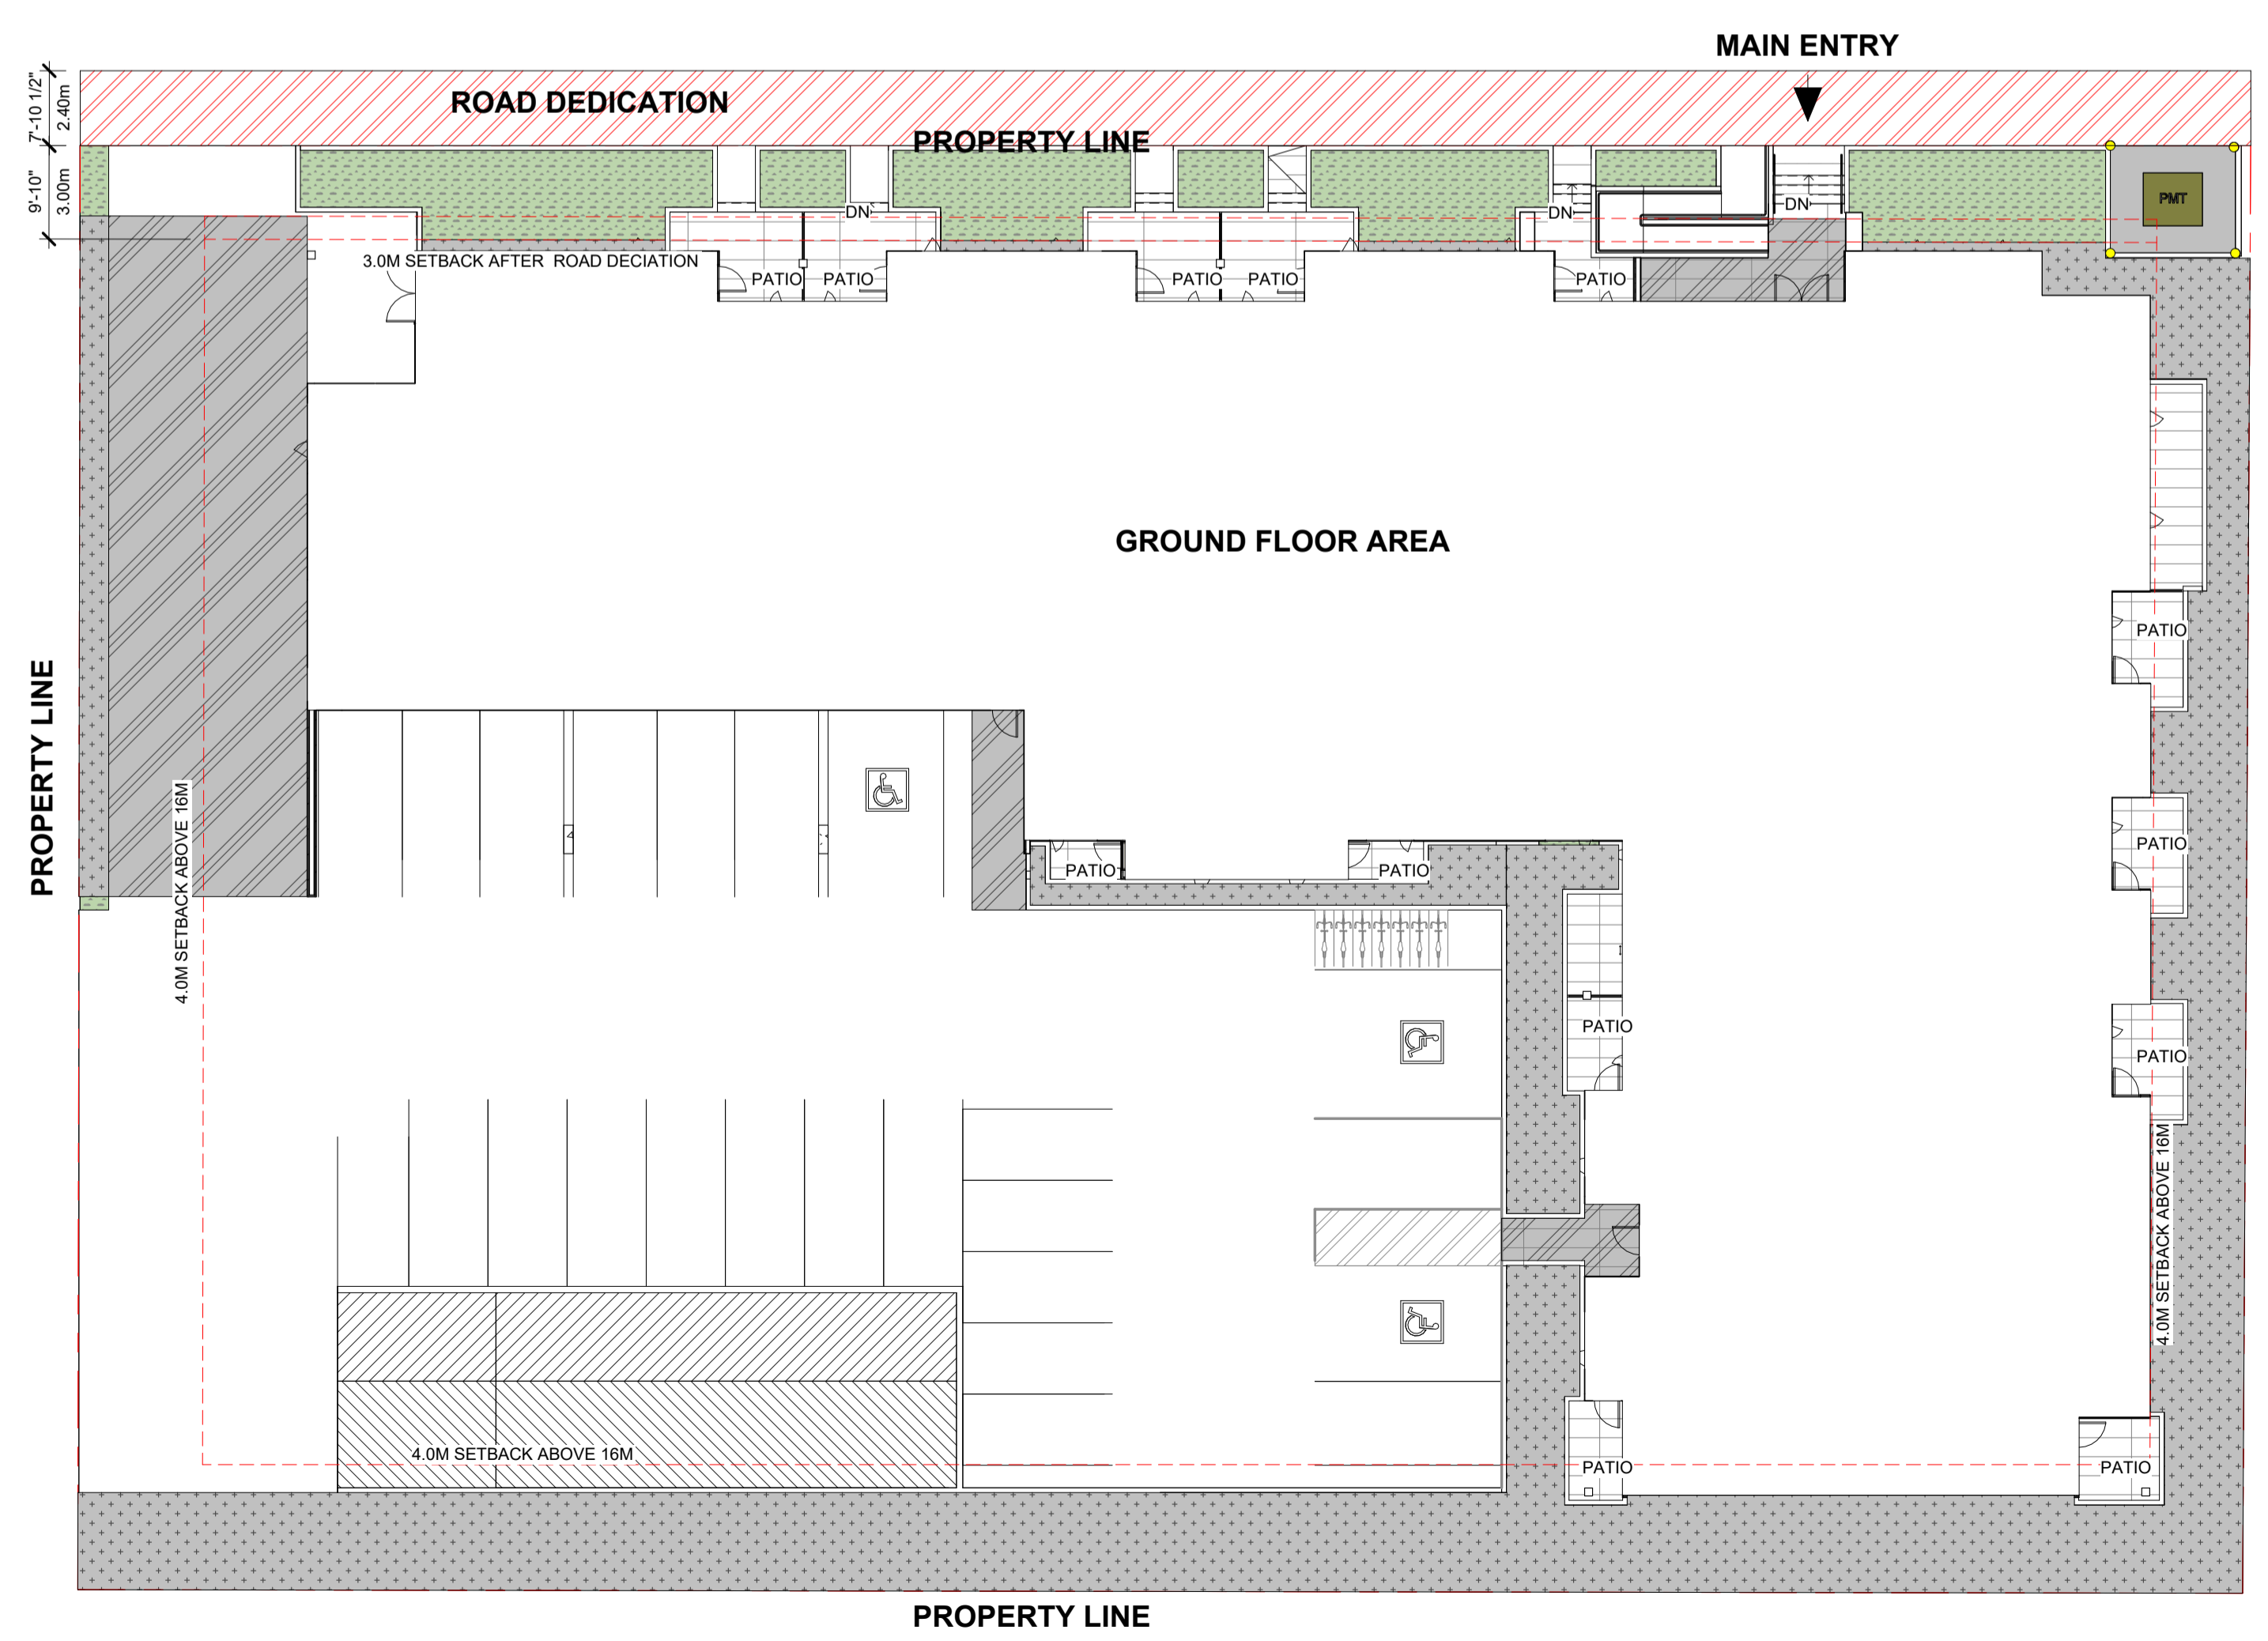 MAIN ENTRY
7'-10 1/2"
2.40m
ROAD DEDICATION
PROPERTY LINE
9'-10"
3.00m
PMT
DN
DN
DN
3.0M SETBACK AFTER ROAD DECIATION
PATIO
PATIO
PATIO
PATIO
PATIO
GROUND FLOOR AREA
PATIO
PROPERTY LINE
4.0M SETBACK ABOVE 16M
PATIO
PATIO
PATIO
PATIO
PATIO
4.0M SETBACK ABOVE 16M
4.0M SETBACK ABOVE 16M
PATIO
PATIO
PROPERTY LINE